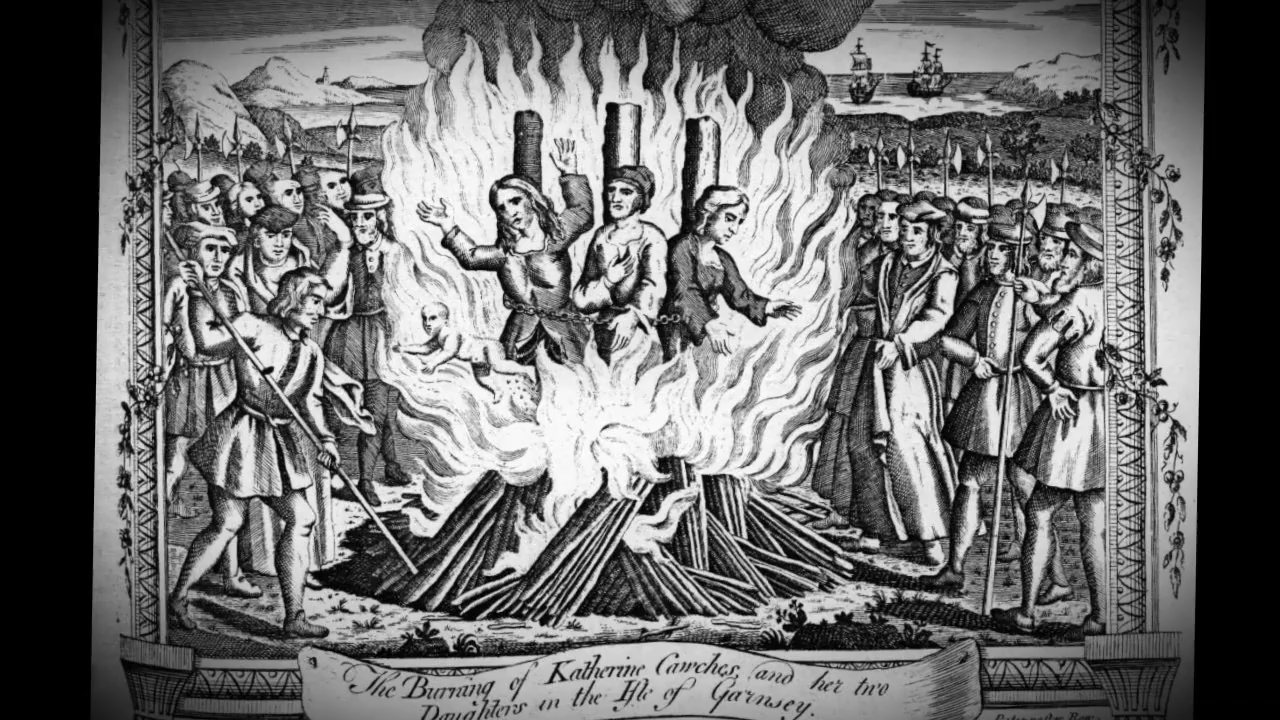 The Burning of Katherine Cawches, and her two
Daughters in the Isle of Garnsey.